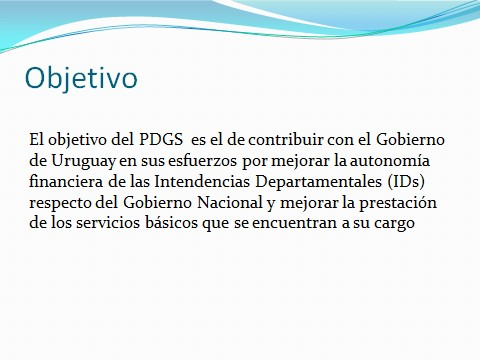 Objetivo
El objetivo del PDGS es el de contribuir con el Gobierno
de Uruguay en sus esfuerzos por mejorar la autonomía
financiera de las Intendencias Departamentales (IDs)
respecto del Gobierno Nacional y mejorar la prestación
de los servicios básicos que se encuentran a su cargo